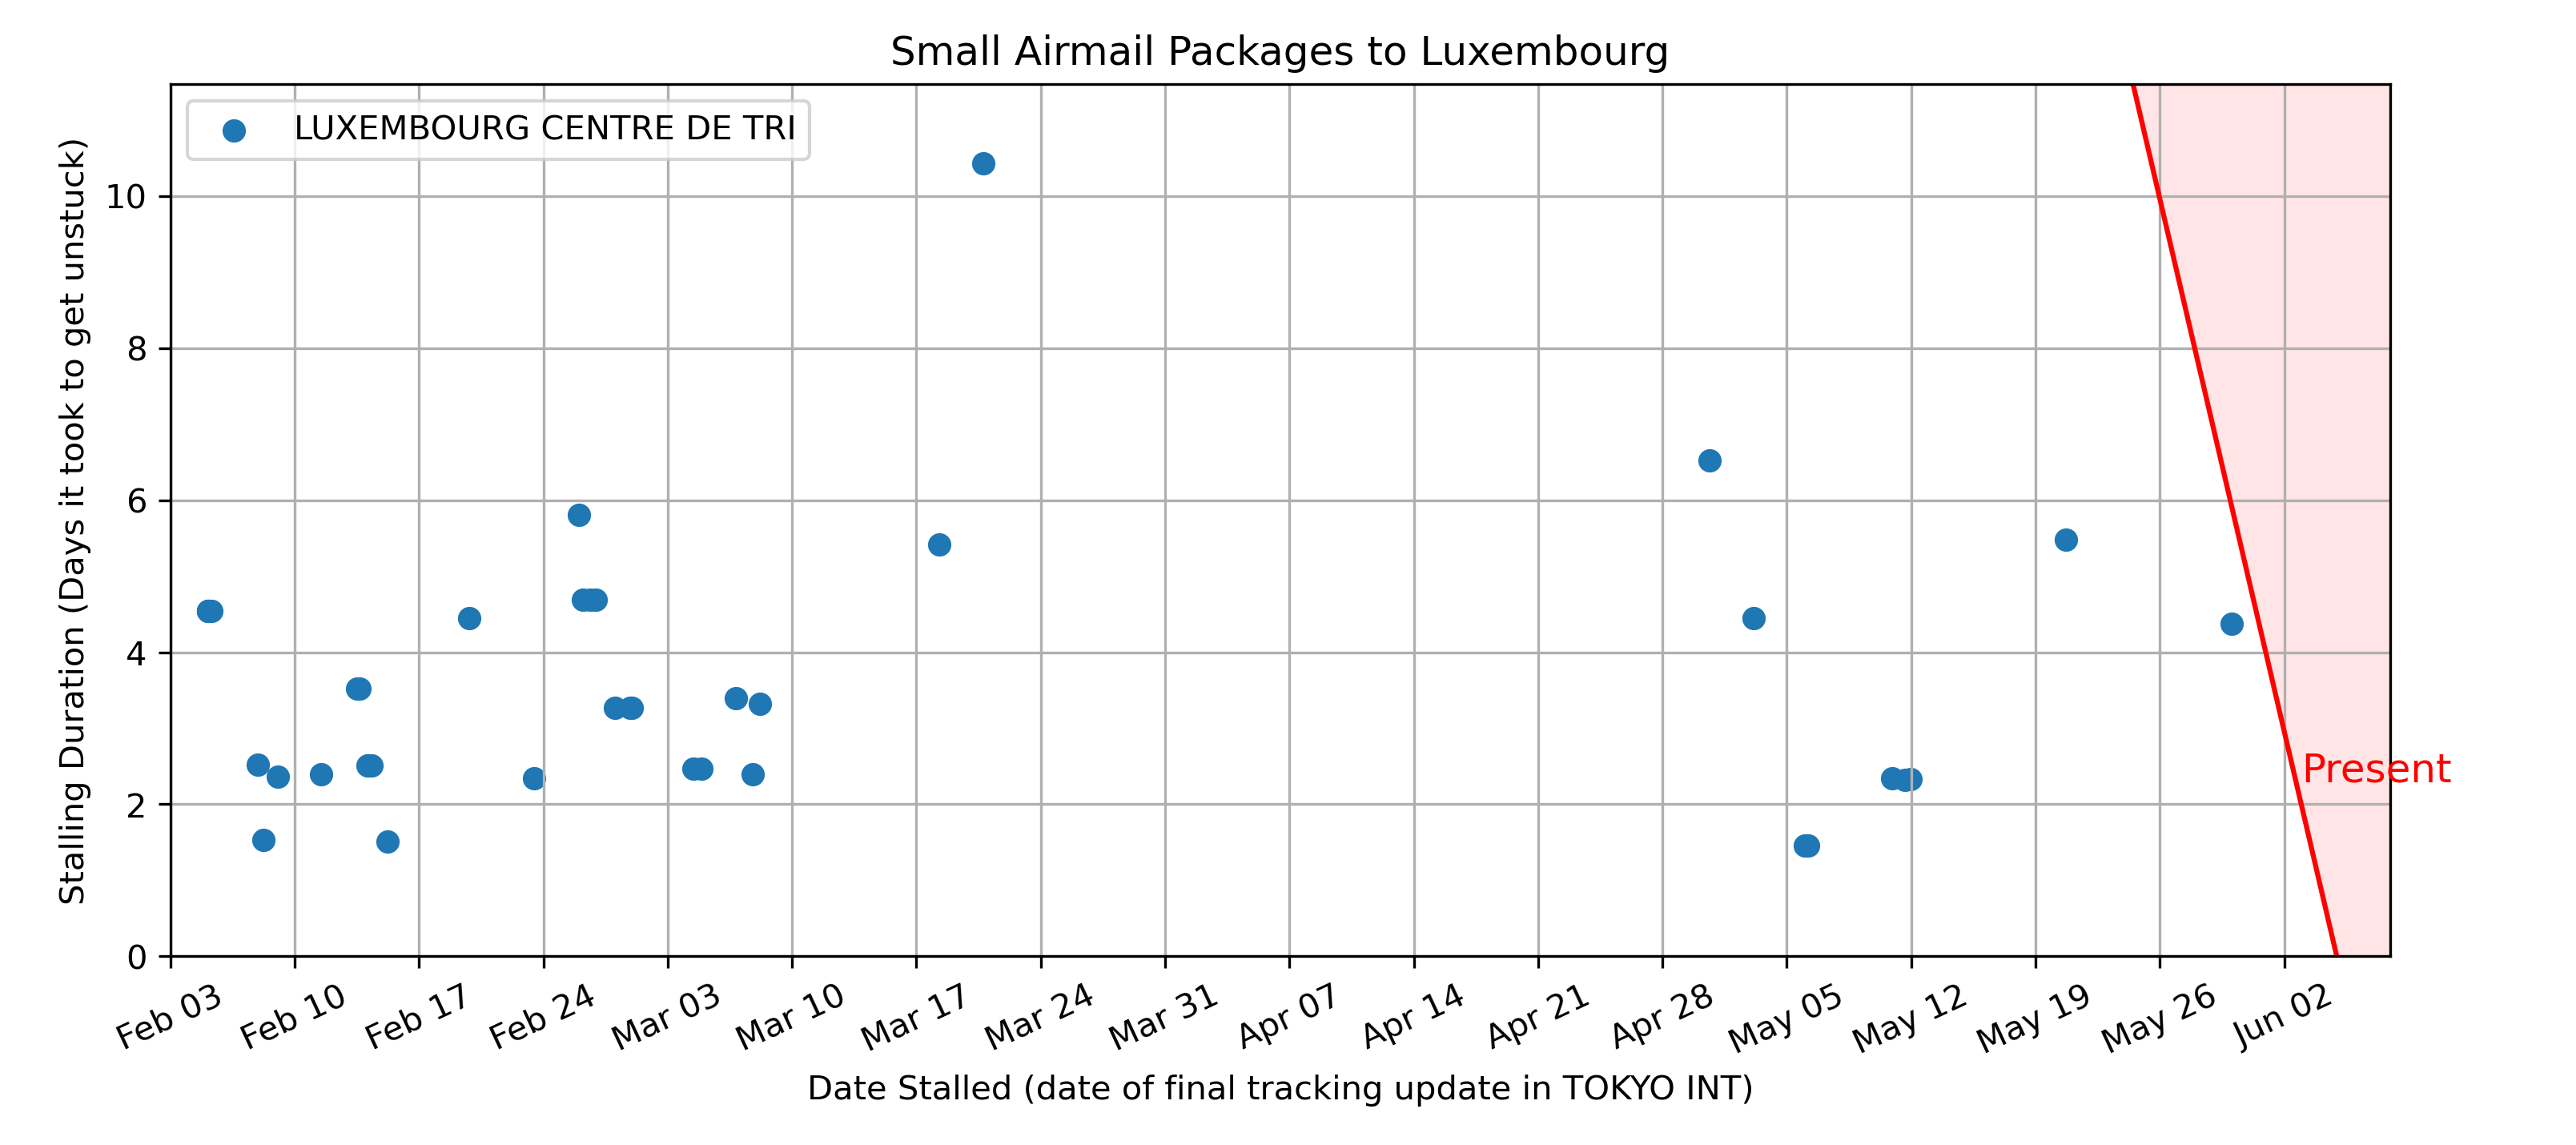 Small Airmail Packages to Luxembourg
LUXEMBOURG CENTRE DE TRI
Stalling Duration (Days it took to get unstuck)
10
8
6
4
2
0
Present
Feb 03
Feb 10
Feb 17
Feb 24
Mar 03
Mar 10
Mar 17
Mar 24
Mar 31
Apr 07
Apr 14
Apr 21
Apr 28
May 05
May 12
May 19
May 26
Jun 02
Date Stalled (date of final tracking update in TOKYO INT)